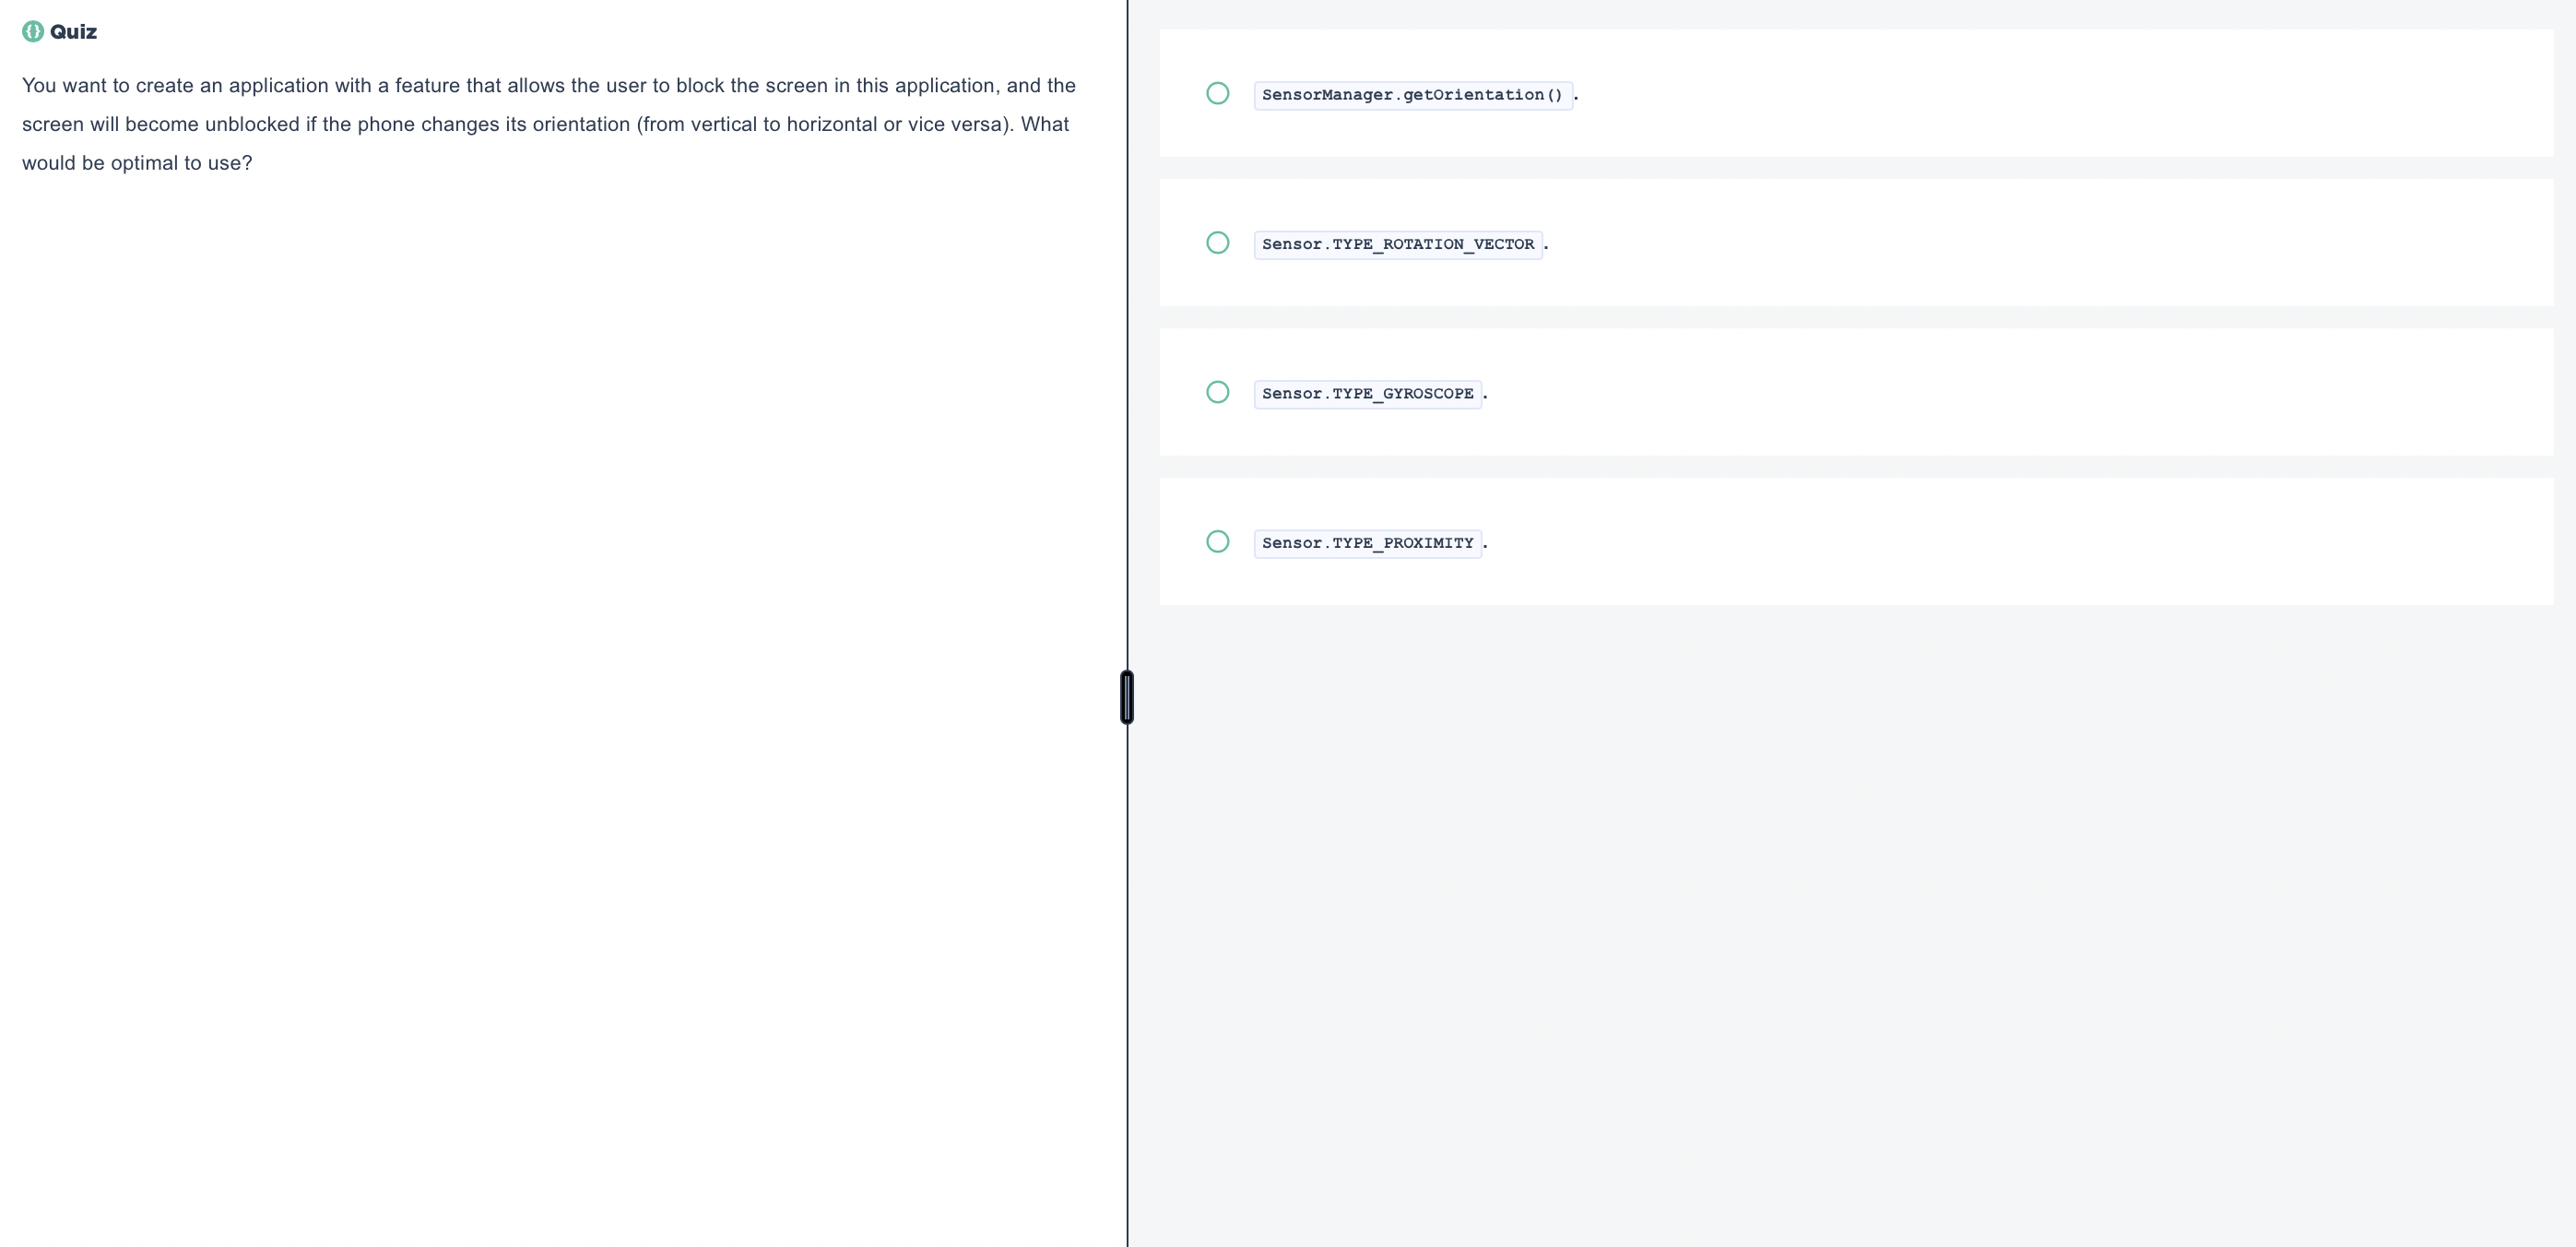 Quiz
You want to create an application with a feature that allows the user to block the screen in this application, and the
screen will become unblocked if the phone changes its orientation (from vertical to horizontal or vice versa). What
would be optimal to use?
SensorManager.getOrientation().
Sensor.TYPE_ROTATION_VECTOR.
Sensor.TYPE_GYROSCOPE.
Sensor.TYPE_PROXIMITY.